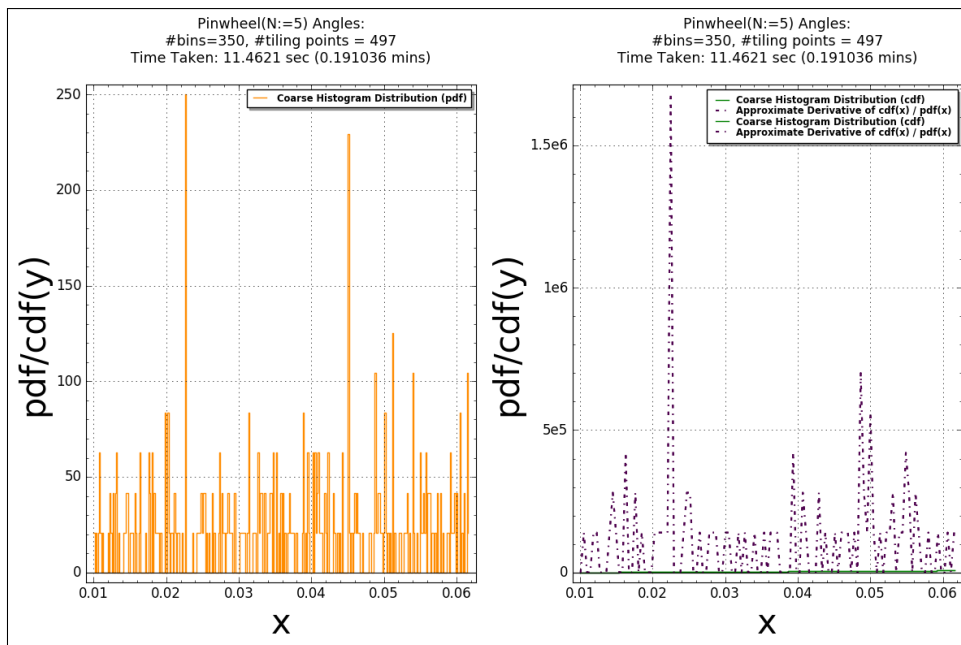 Pinwheel(N:=5) Angles:
#bins=350, #tiling points = 497
Time Taken: 11.4621 sec (0.191036 mins)
Coarse Histogram Distribution (pdf)
250
200
150
100
50
0
0.01 0.02 0.03 0.04 0.05 0.06
pdf/cdf(y)
x
Pinwheel(N:=5) Angles:
#bins=350, #tiling points = 497
Time Taken: 11.4621 sec (0.191036 mins)
Coarse Histogram Distribution (cdf)
Approximate Derivative of cdf(x) / pdf(x)
Coarse Histogram Distribution (cdf)
Approximate Derivative of cdf(x) / pdf(x)
1.5e6
1e6
5e5
0
0.01 0.02 0.03 0.04 0.05 0.06
pdf/cdf(y)
x